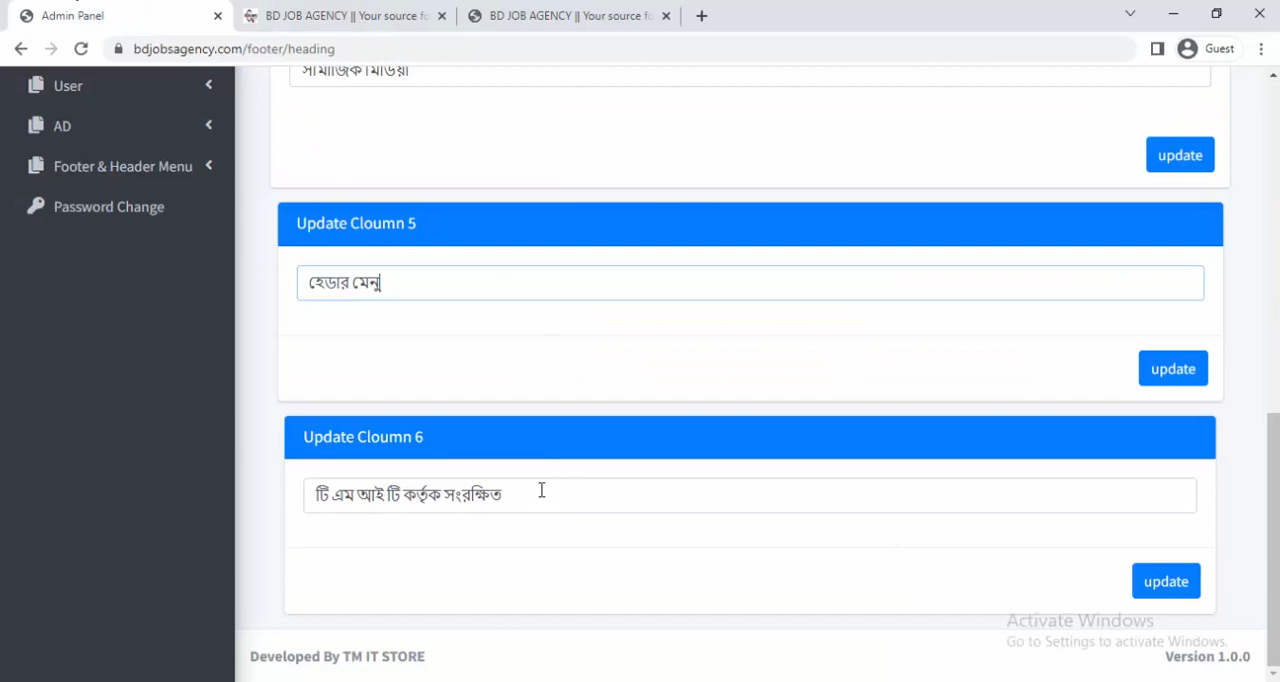 Admin Panel
BD JOB AGENCY || Your source f
BD JOB AGENCY || Your source fo
bdjobsagency.com/footer/heading
Guest
User
AD
Footer & Header Menu
Password Change
সামাজিক মিডিয়া
update
Update Cloumn 5
হেডার মেনু
update
Update Cloumn 6
টি এম আই টি কর্তৃক সংরক্ষিত
update
Activate Windows
Go to Settings to activate Windows.
Developed By TM IT STORE
Version 1.0.0